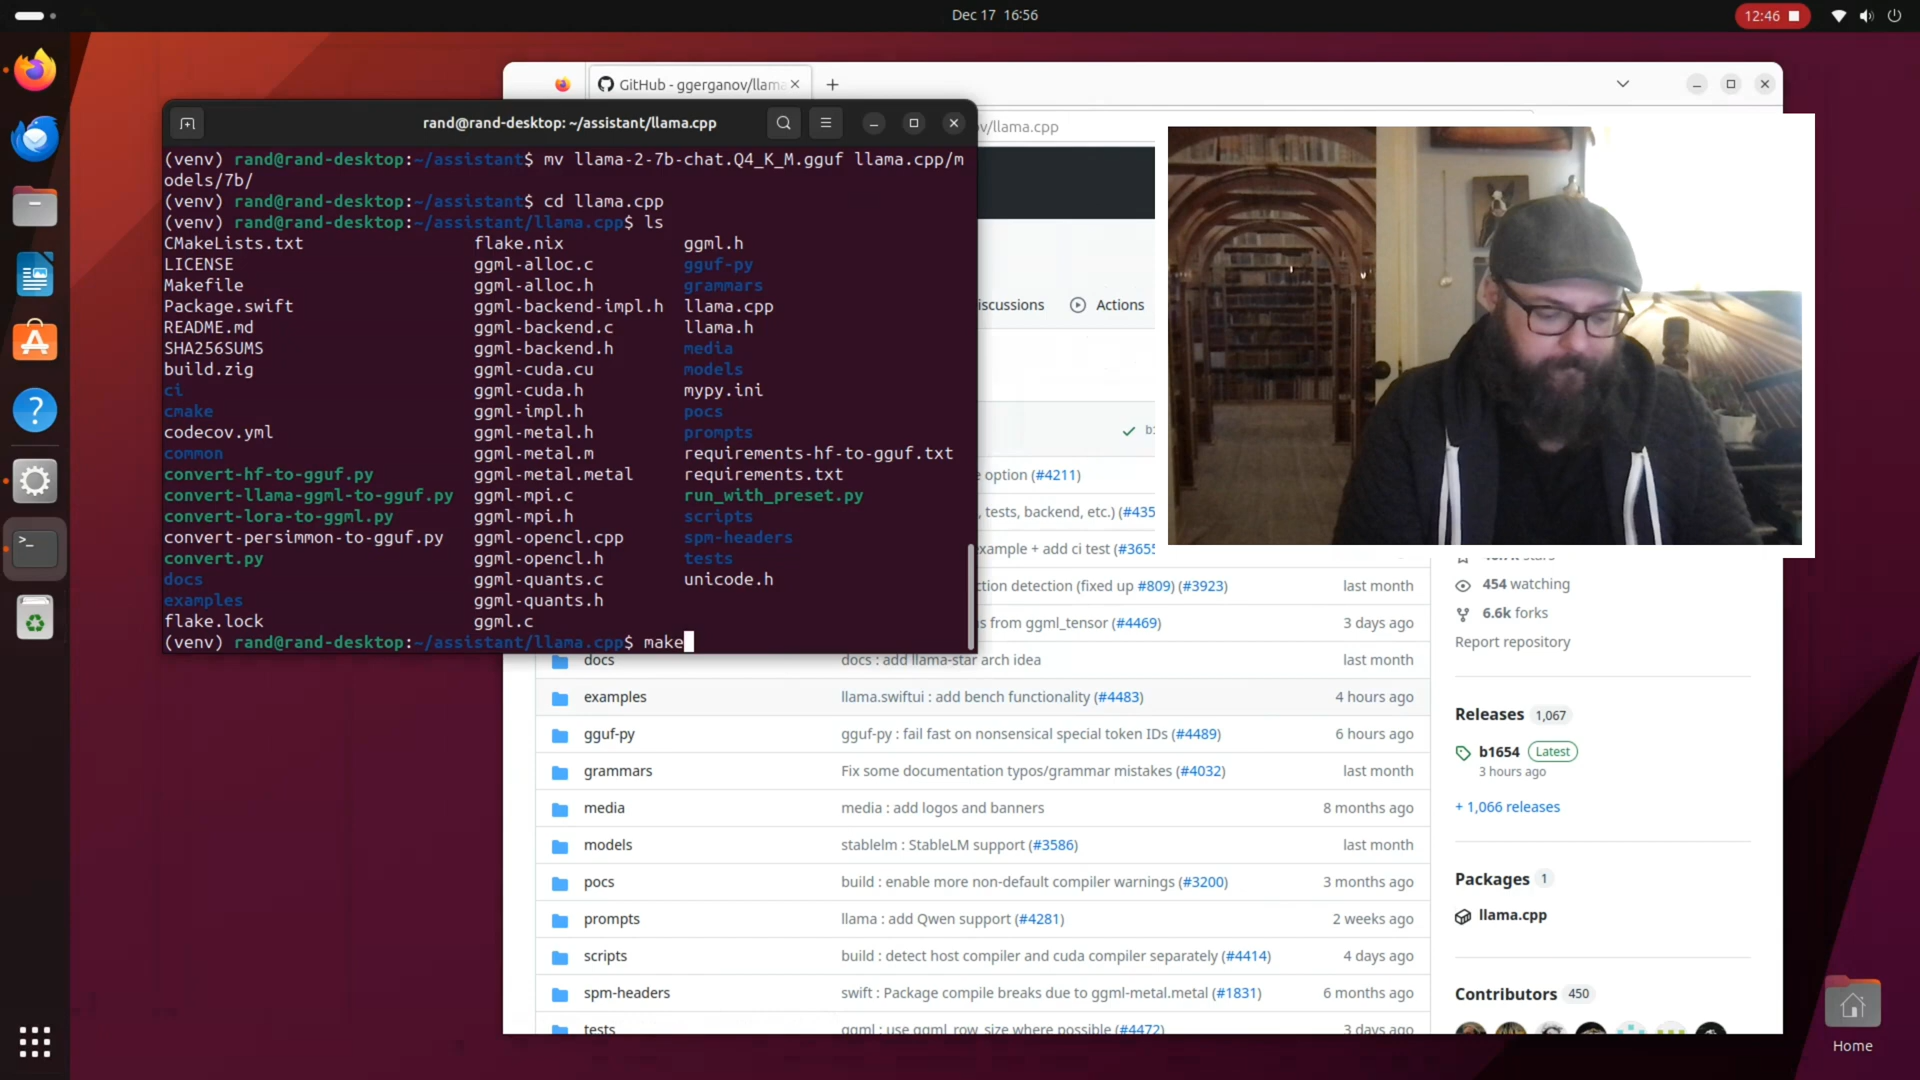 Dec 17 16:56
12:46
GitHub - ggerganov/llama
v/llama.cpp
rand@rand-desktop: ~/assistant/llama.cpp
(venv) rand@rand-desktop:~/assistant$ mv llama-2-7b-chat.Q4_K_M.gguf llama.cpp/m
odels/7b/
(venv) rand@rand-desktop:~/assistant$ cd llama.cpp
(venv) rand@rand-desktop:~/assistant/llama.cpp$ ls
CMakeLists.txt flake.nix ggml.h
LICENSE ggml-alloc.c gguf-py
Makefile ggml-alloc.h grammars
Package.swift ggml-backend-impl.h llama.cpp
README.md ggml-backend.c llama.h
SHA256SUMS ggml-backend.h media
build.zig ggml-cuda.cu models
ci ggml-cuda.h mypy.ini
cmake ggml-impl.h pocs
codecov.yml ggml-metal.h prompts
common ggml-metal.m requirements-hf-to-gguf.txt
convert-hf-to-gguf.py ggml-metal.metal requirements.txt
convert-llama-ggml-to-gguf.py ggml-mpi.c run_with_preset.py
convert-lora-to-ggml.py ggml-mpi.h scripts
convert-persimmon-to-gguf.py ggml-opencl.cpp spm-headers
convert.py ggml-opencl.h tests
docs ggml-quants.c unicode.h
examples ggml-quants.h
flake.lock ggml.c
(venv) rand@rand-desktop:~/assistant/llama.cpp$ make
iscussions Actions
option (#4211)
, tests, backend, etc.) (#435
example + add ci test (#3655
ction detection (fixed up #809) (#3923) last month
s from ggml_tensor (#4469) 3 days ago
docs docs : add llama-star arch idea last month
examples llama.swiftui : add bench functionality (#4483) 4 hours ago
gguf-py gguf-py : fail fast on nonsensical special token IDs (#4489) 6 hours ago
grammars Fix some documentation typos/grammar mistakes (#4032) last month
media media : add logos and banners 8 months ago
models stablelm : StableLM support (#3586) last month
pocs build : enable more non-default compiler warnings (#3200) 3 months ago
prompts llama : add Qwen support (#4281) 2 weeks ago
scripts build : detect host compiler and cuda compiler separately (#4414) 4 days ago
spm-headers swift : Package compile breaks due to ggml-metal.metal (#1831) 6 months ago
tests ggml : use ggml_row_size where possible (#4472) 3 days ago
454 watching
6.6k forks
Report repository
Releases 1,067
b1654 Latest
3 hours ago
+ 1,066 releases
Packages 1
llama.cpp
Contributors 450
Home